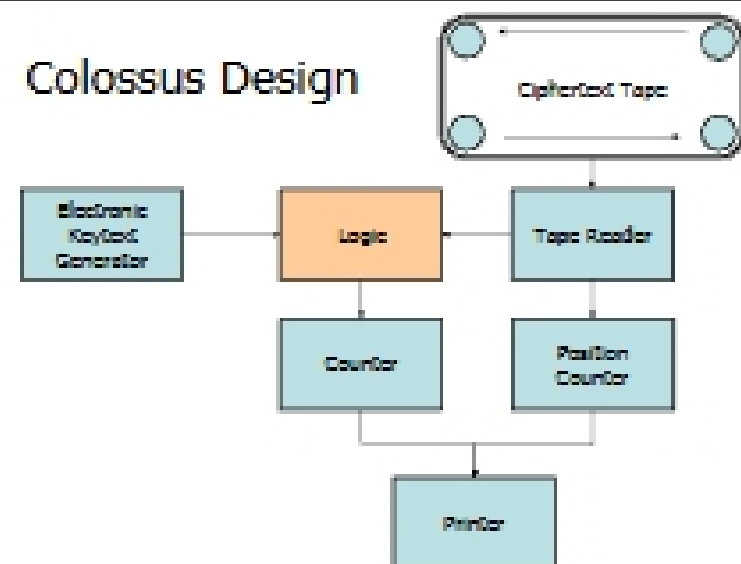 Colossus Design
Ciphertext Tape
Electronic
Keytext
Generator
Logic
Tape Reader
Counter
Position
Counter
Printer